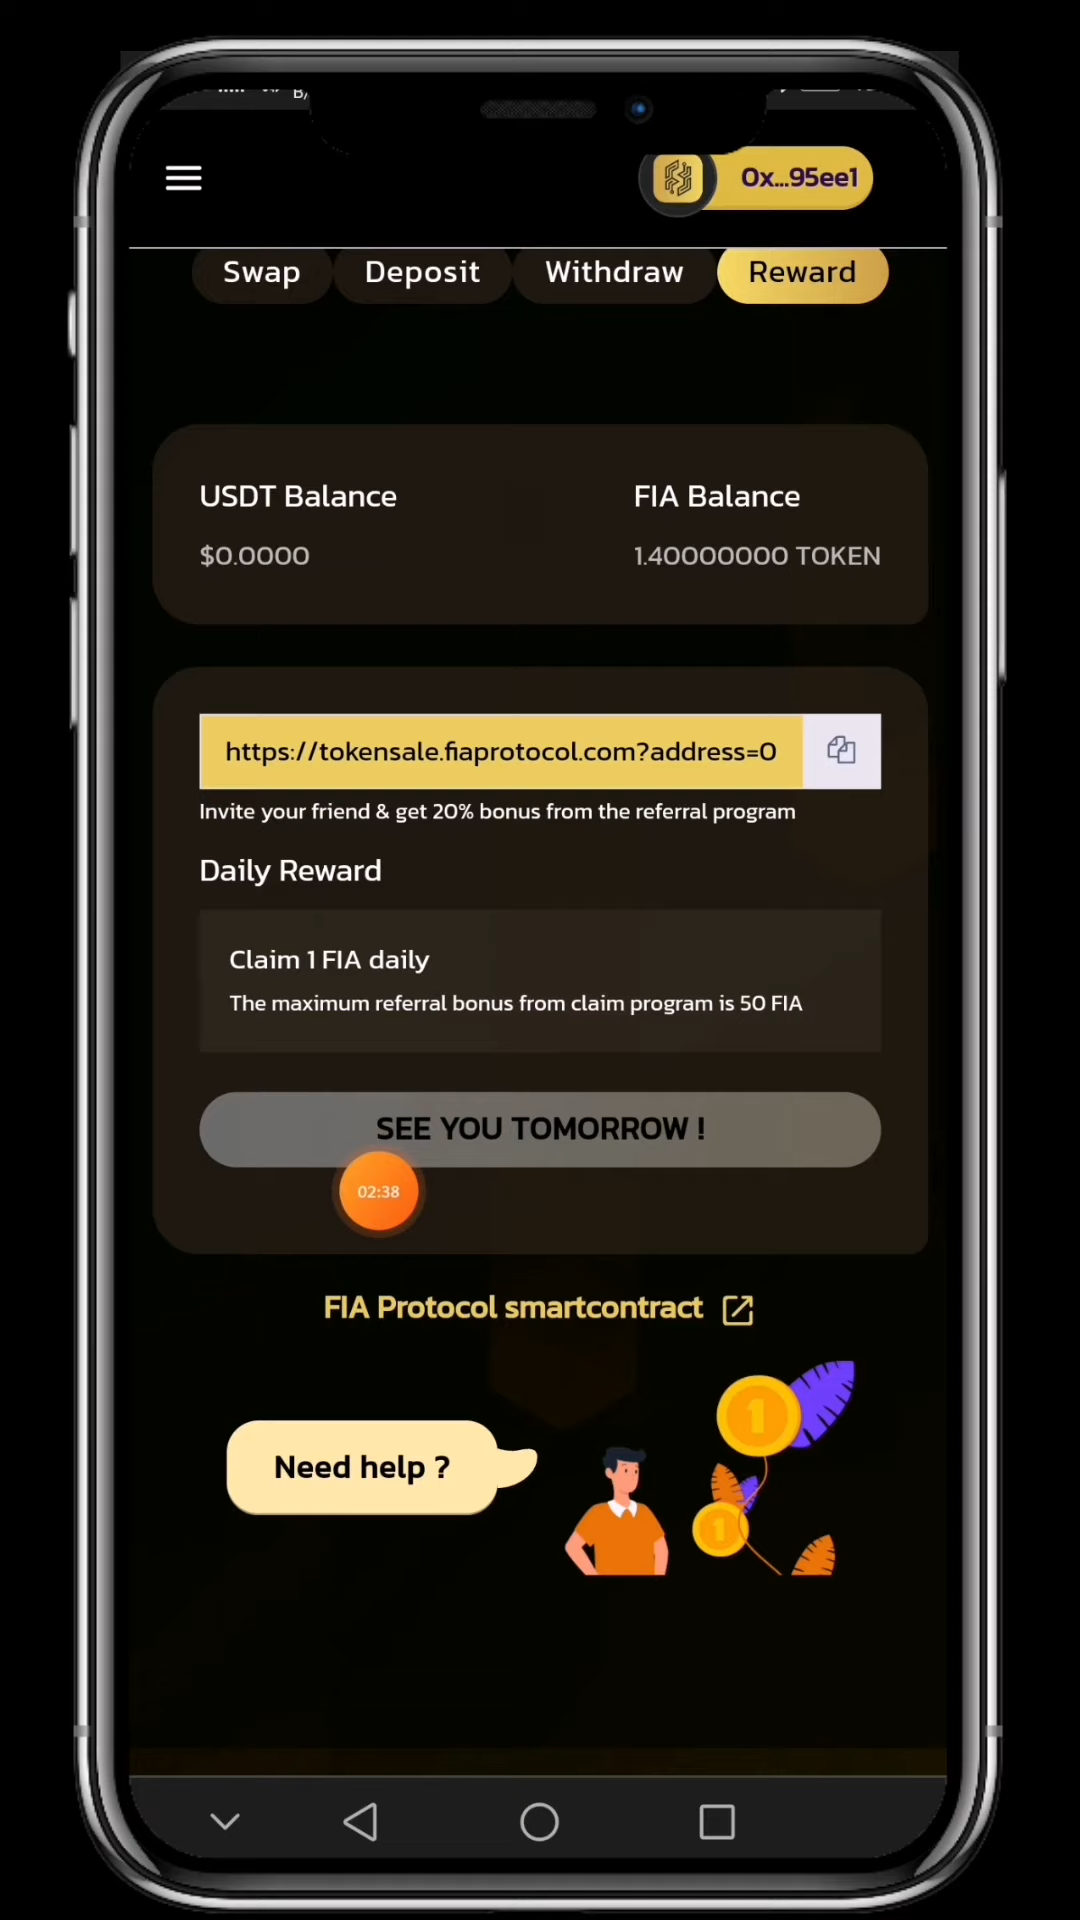 0x...95ee1
Swap Deposit Withdraw Reward
USDT Balance FIA Balance
$0.0000 1.40000000 TOKEN
https://tokensale.fiaprotocol.com?address=0
Invite your friend & get 20% bonus from the referral program
Daily Reward
Claim 1 FIA daily
The maximum referral bonus from claim program is 50 FIA
SEE YOU TOMORROW !
02:38
FIA Protocol smartcontract
Need help ?
1
1